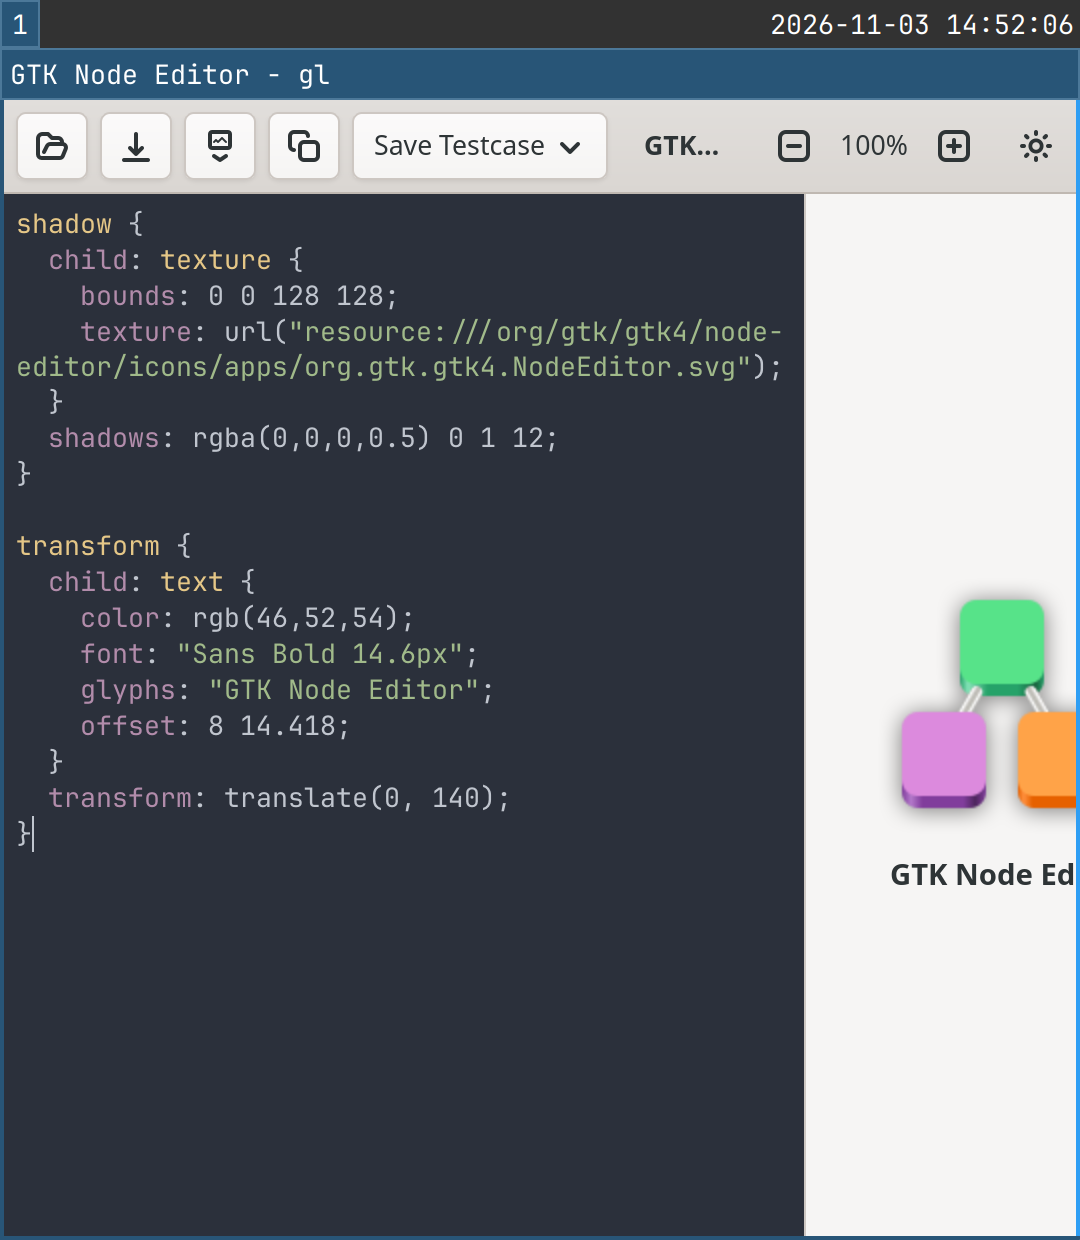 1
2026-11-03 14:52:06
GTK Node Editor - gl
Save Testcase
GTK...
100%
shadow {
  child: texture {
    bounds: 0 0 128 128;
    texture: url("resource:///org/gtk/gtk4/node-
editor/icons/apps/org.gtk.gtk4.NodeEditor.svg");
  }
  shadows: rgba(0,0,0,0.5) 0 1 12;
}

transform {
  child: text {
    color: rgb(46,52,54);
    font: "Sans Bold 14.6px";
    glyphs: "GTK Node Editor";
    offset: 8 14.418;
  }
  transform: translate(0, 140);
}
GTK Node Ed